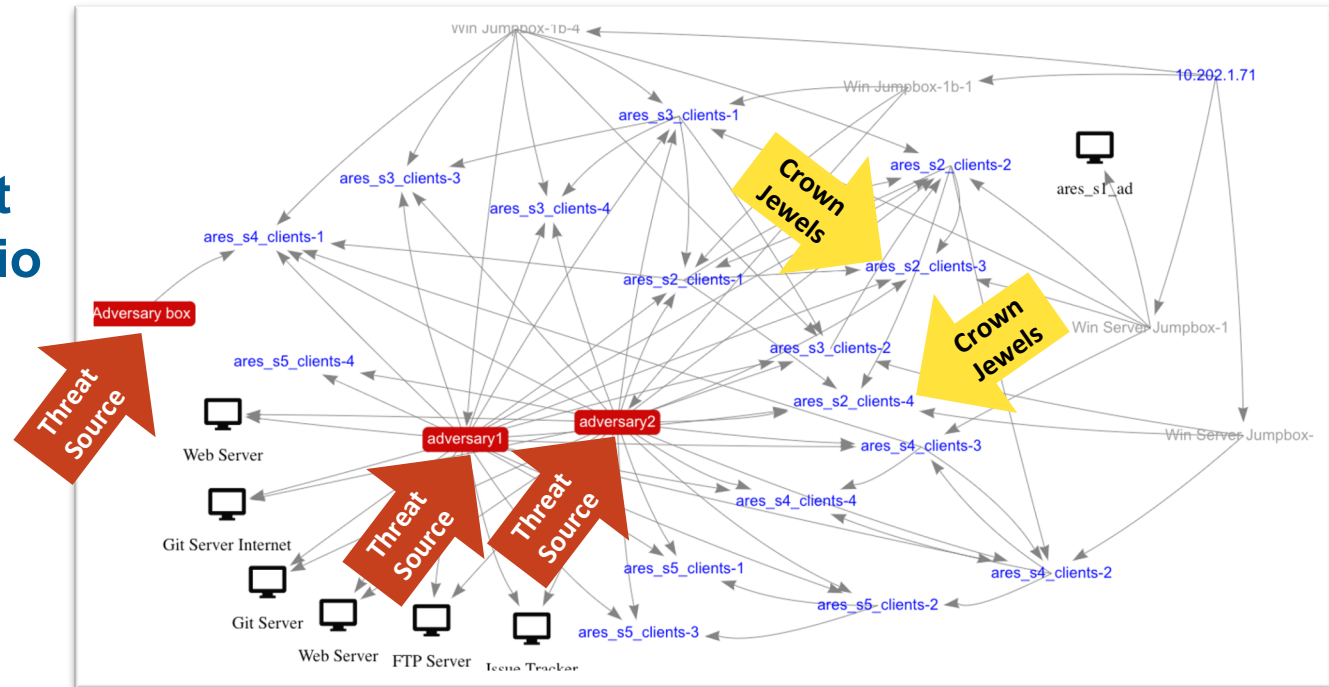 t
io
Win Jumpbox-1b-4
10.202.1.71
Win Jumpbox-1b-1
ares_s3_clients-1
Crown
Jewels
ares_s2_clients-2
ares_s1_ad
ares_s3_clients-3
ares_s3_clients-4
ares_s4_clients-1
ares_s2_clients-3
ares_s2_clients-1
Adversary box
Crown
Jewels
Win Server Jumpbox-1
ares_s3_clients-2
ares_s5_clients-4
Threat
Source
ares_s2_clients-4
adversary2
adversary1
Win Server Jumpbox-
ares_s4_clients-3
Web Server
ares_s4_clients-4
Threat
Source
Threat
Source
Git Server Internet
ares_s5_clients-1
ares_s4_clients-2
ares_s5_clients-2
Git Server
ares_s5_clients-3
Web Server
FTP Server
Issue Tracker